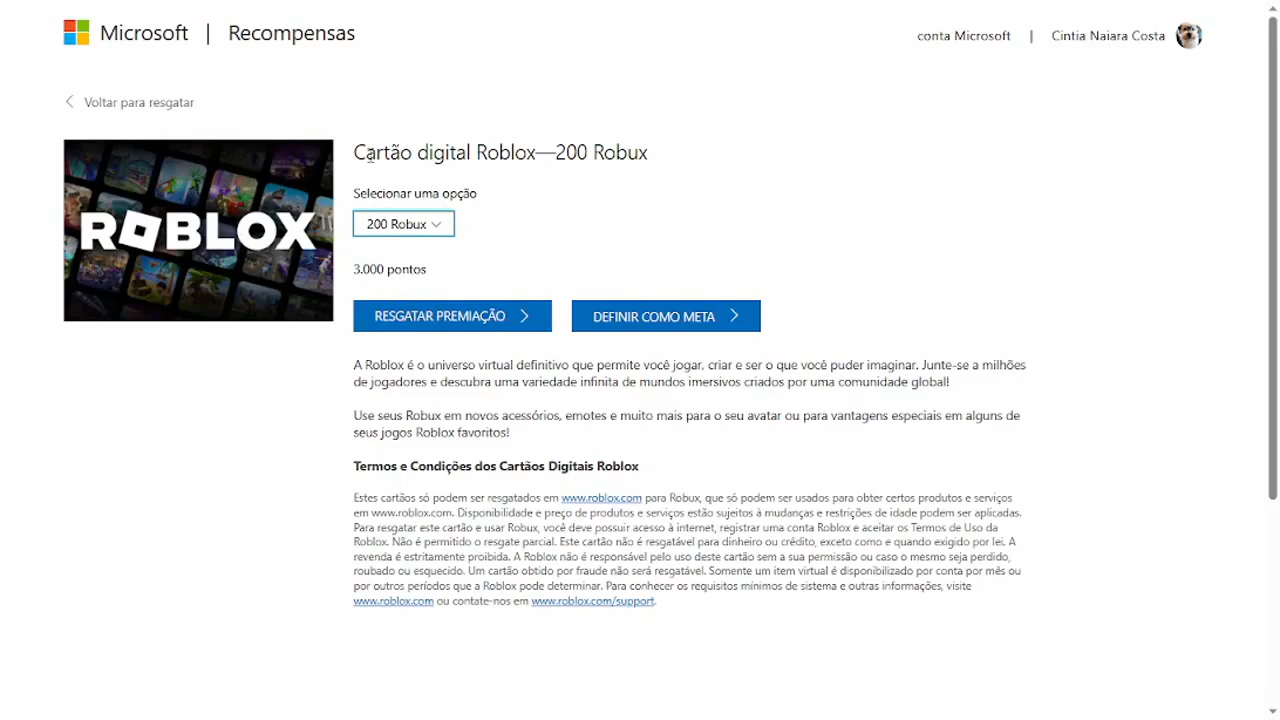 Microsoft | Recompensas
conta Microsoft | Cintia Naiara Costa
Voltar para resgatar
ROBLOX
Cartão digital Roblox—200 Robux
Selecionar uma opção
200 Robux
3.000 pontos
RESGATAR PREMIAÇÃO
DEFINIR COMO META
A Roblox é o universo virtual definitivo que permite você jogar, criar e ser o que você puder imaginar. Junte-se a milhões
de jogadores e descubra uma variedade infinita de mundos imersivos criados por uma comunidade global!
Use seus Robux em novos acessórios, emotes e muito mais para o seu avatar ou para vantagens especiais em alguns de
seus jogos Roblox favoritos!
Termos e Condições dos Cartãos Digitais Roblox
Estes cartãos só podem ser resgatados em www.roblox.com para Robux, que só podem ser usados para obter certos produtos e serviços
em www.roblox.com. Disponibilidade e preço de produtos e serviços estão sujeitos à mudanças e restrições de idade podem ser aplicadas.
Para resgatar este cartão e usar Robux, você deve possuir acesso à internet, registrar uma conta Roblox e aceitar os Termos de Uso da
Roblox. Não é permitido o resgate parcial. Este cartão não é resgatável para dinheiro ou crédito, exceto como e quando exigido por lei. A
revenda é estritamente proibida. A Roblox não é responsável pelo uso deste cartão sem a sua permissão ou caso o mesmo seja perdido,
roubado ou esquecido. Um cartão obtido por fraude não será resgatável. Somente um item virtual é disponibilizado por conta por mês ou
por outros períodos que a Roblox pode determinar. Para conhecer os requisitos mínimos de sistema e outras informações, visite
www.roblox.com ou contate-nos em www.roblox.com/support.